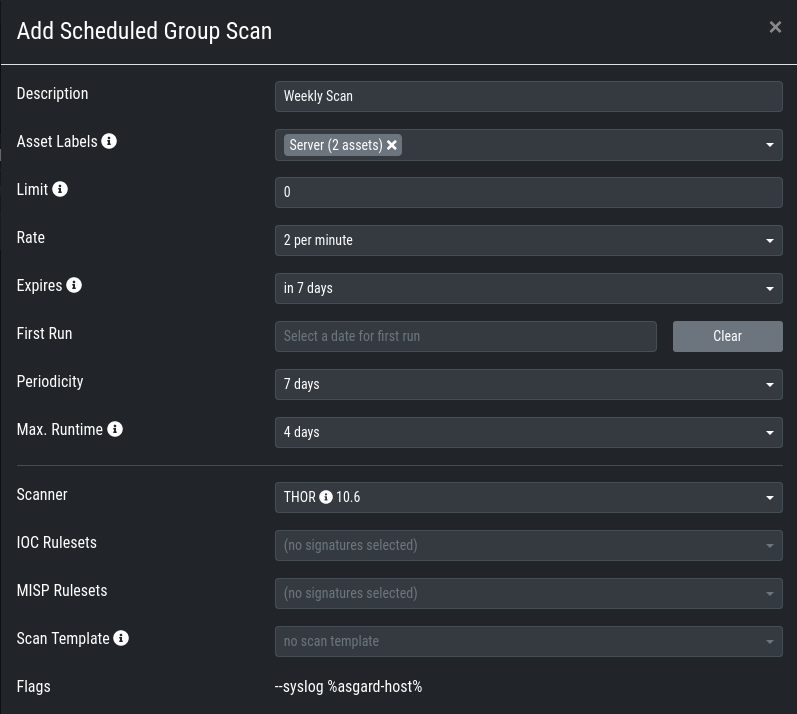 Add Scheduled Group Scan
Description Weekly Scan
Asset Labels Server (2 assets)
Limit 0
Rate 2 per minute
Expires in 7 days
First Run Select a date for first run Clear
Periodicity 7 days
Max. Runtime 4 days
Scanner THOR 10.6
IOC Rulesets (no signatures selected)
MISP Rulesets (no signatures selected)
Scan Template no scan template
Flags --syslog %asgard-host%